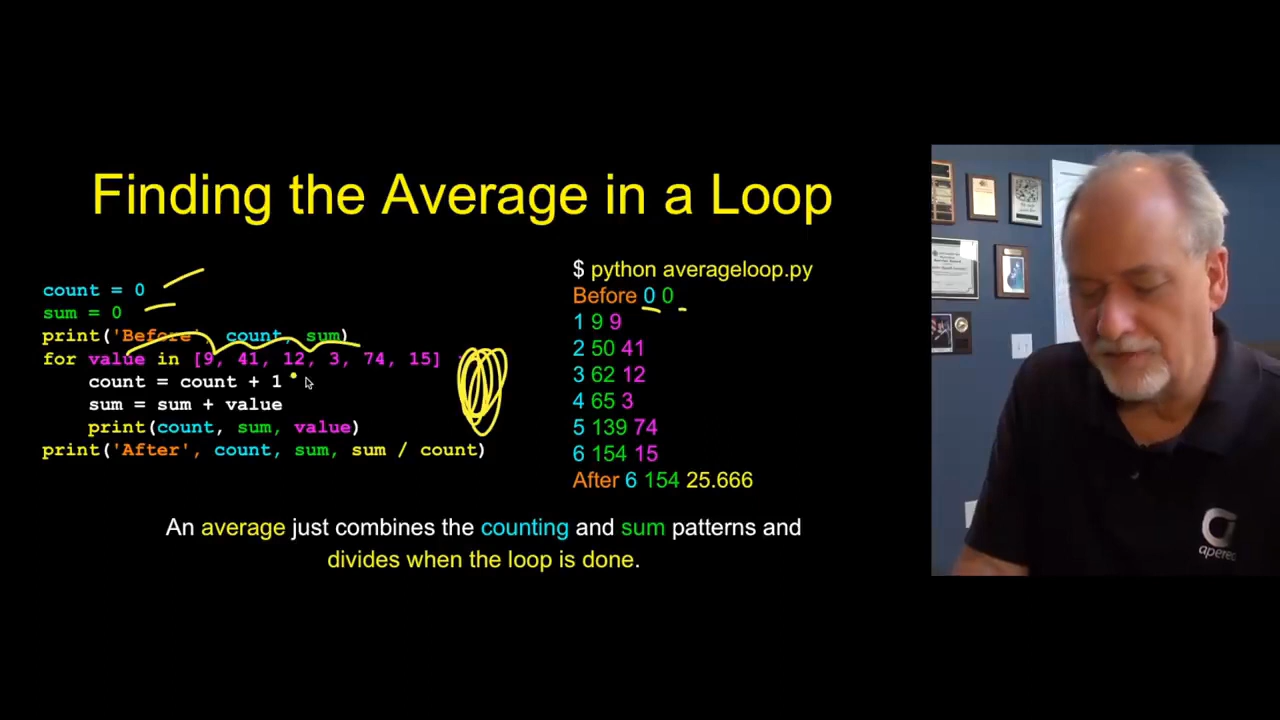 Finding the Average in a Loop
count = 0
sum = 0
print('Before', count, sum)
for value in [9, 41, 12, 3, 74, 15]
    count = count + 1
    sum = sum + value
    print(count, sum, value)
print('After', count, sum, sum / count)
$ python averageloop.py
Before 0 0
1 9 9
2 50 41
3 62 12
4 65 3
5 139 74
6 154 15
After 6 154 25.666
An average just combines the counting and sum patterns and
divides when the loop is done.
apereo